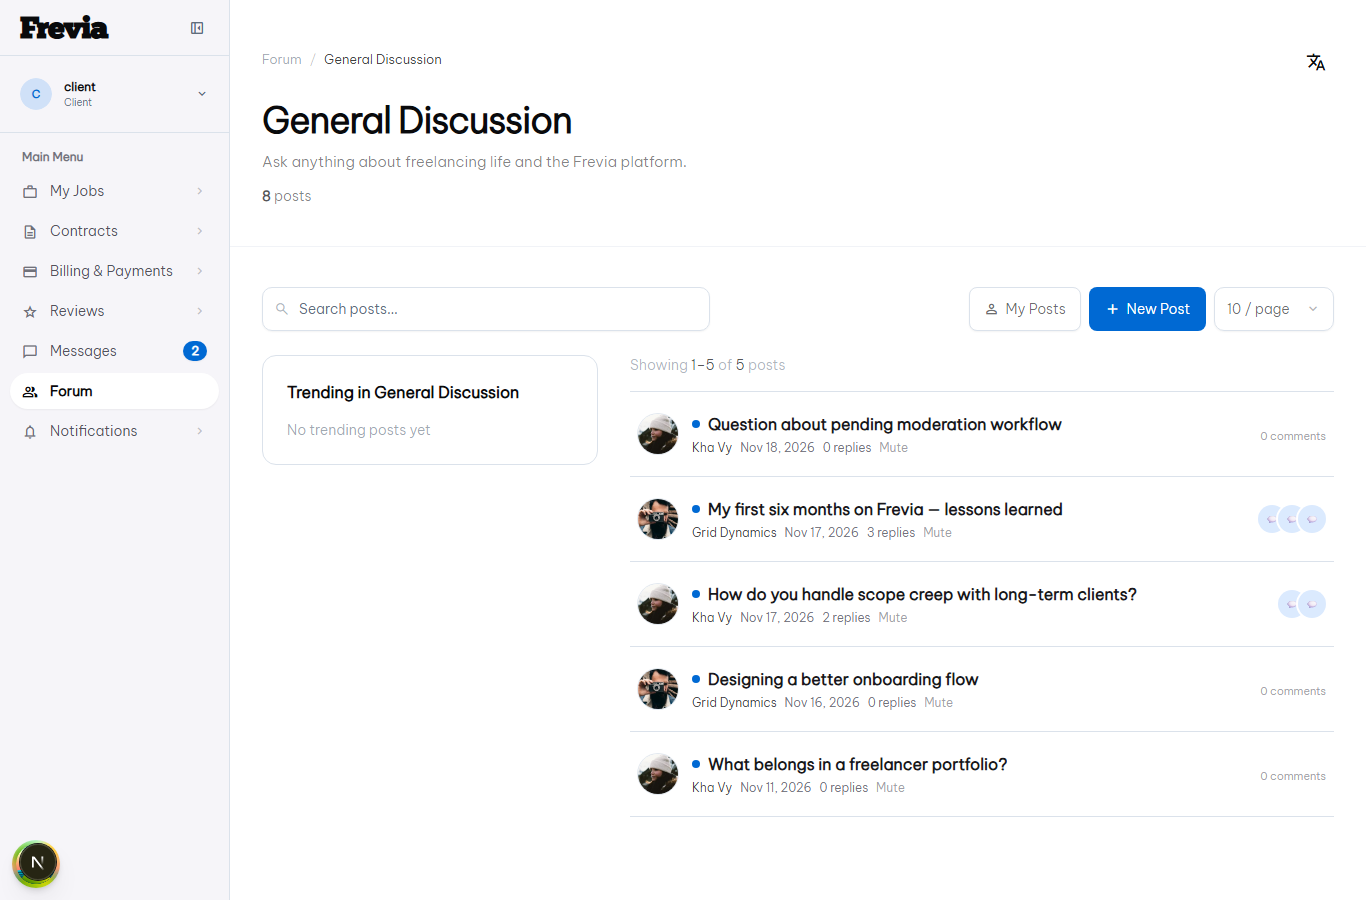 Frevia
C
client
Client
Main Menu
My Jobs
Contracts
Billing & Payments
Reviews
Messages
2
Forum
Notifications
N
Forum / General Discussion
General Discussion
Ask anything about freelancing life and the Frevia platform.
8 posts
Search posts...
My Posts
+ New Post
10 / page
Trending in General Discussion
No trending posts yet
Showing 1–5 of 5 posts
Question about pending moderation workflow
Kha Vy Nov 18, 2026 0 replies Mute
0 comments
My first six months on Frevia — lessons learned
Grid Dynamics Nov 17, 2026 3 replies Mute
How do you handle scope creep with long-term clients?
Kha Vy Nov 17, 2026 2 replies Mute
Designing a better onboarding flow
Grid Dynamics Nov 16, 2026 0 replies Mute
0 comments
What belongs in a freelancer portfolio?
Kha Vy Nov 11, 2026 0 replies Mute
0 comments